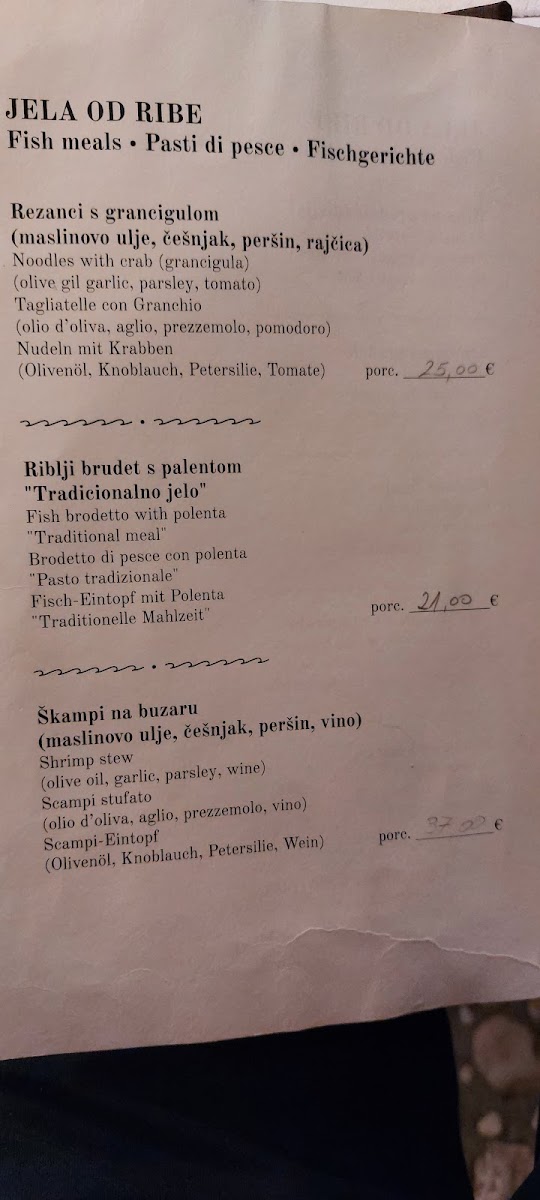 JELA OD RIBE
Fish meals • Pasti di pesce • Fischgerichte
Rezanci s grancigulom
(maslinovo ulje, češnjak, peršin, rajčica)
Noodles with crab (grancigula)
(olive gil garlic, parsley, tomato)
Tagliatelle con Granchio
(olio d'oliva, aglio, prezzemolo, pomodoro)
Nudeln mit Krabben
(Olivenöl, Knoblauch, Petersilie, Tomate) porc. 25,00 €
Riblji brudet s palentom
"Tradicionalno jelo"
Fish brodetto with polenta
"Traditional meal"
Brodetto di pesce con polenta
"Pasto tradizionale"
Fisch-Eintopf mit Polenta
"Traditionelle Mahlzeit" porc. 21,00 €
Škampi na buzaru
(maslinovo ulje, češnjak, peršin, vino)
Shrimp stew
(olive oil, garlic, parsley, wine)
Scampi stufato
(olio d'oliva, aglio, prezzemolo, vino)
Scampi-Eintopf
(Olivenöl, Knoblauch, Petersilie, Wein) porc. €